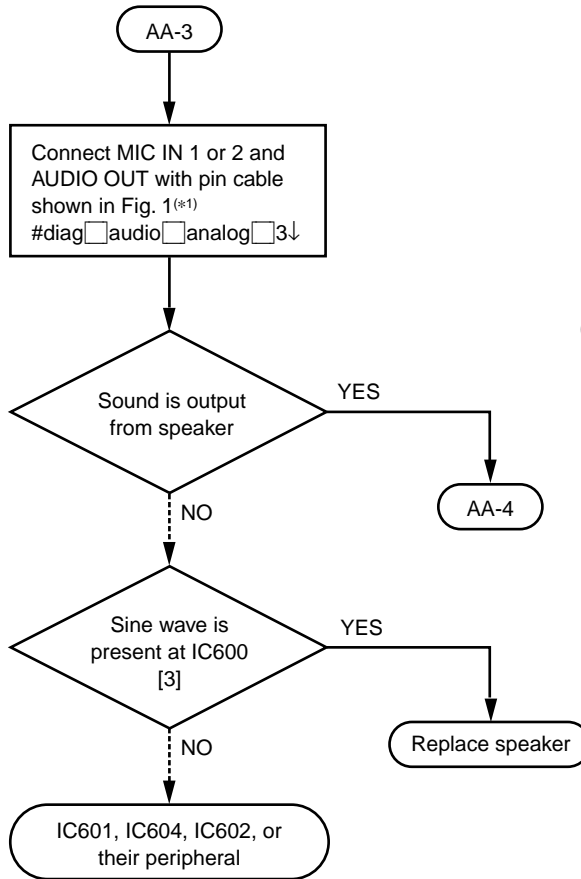 AA-3
Connect MIC IN 1 or 2 and
AUDIO OUT with pin cable
shown in Fig. 1(*1)
#diag□audio□analog□3↓
Sound is output
from speaker
YES
AA-4
NO
Sine wave is
present at IC600
[3]
YES
Replace speaker
NO
IC601, IC604, IC602, or
their peripheral